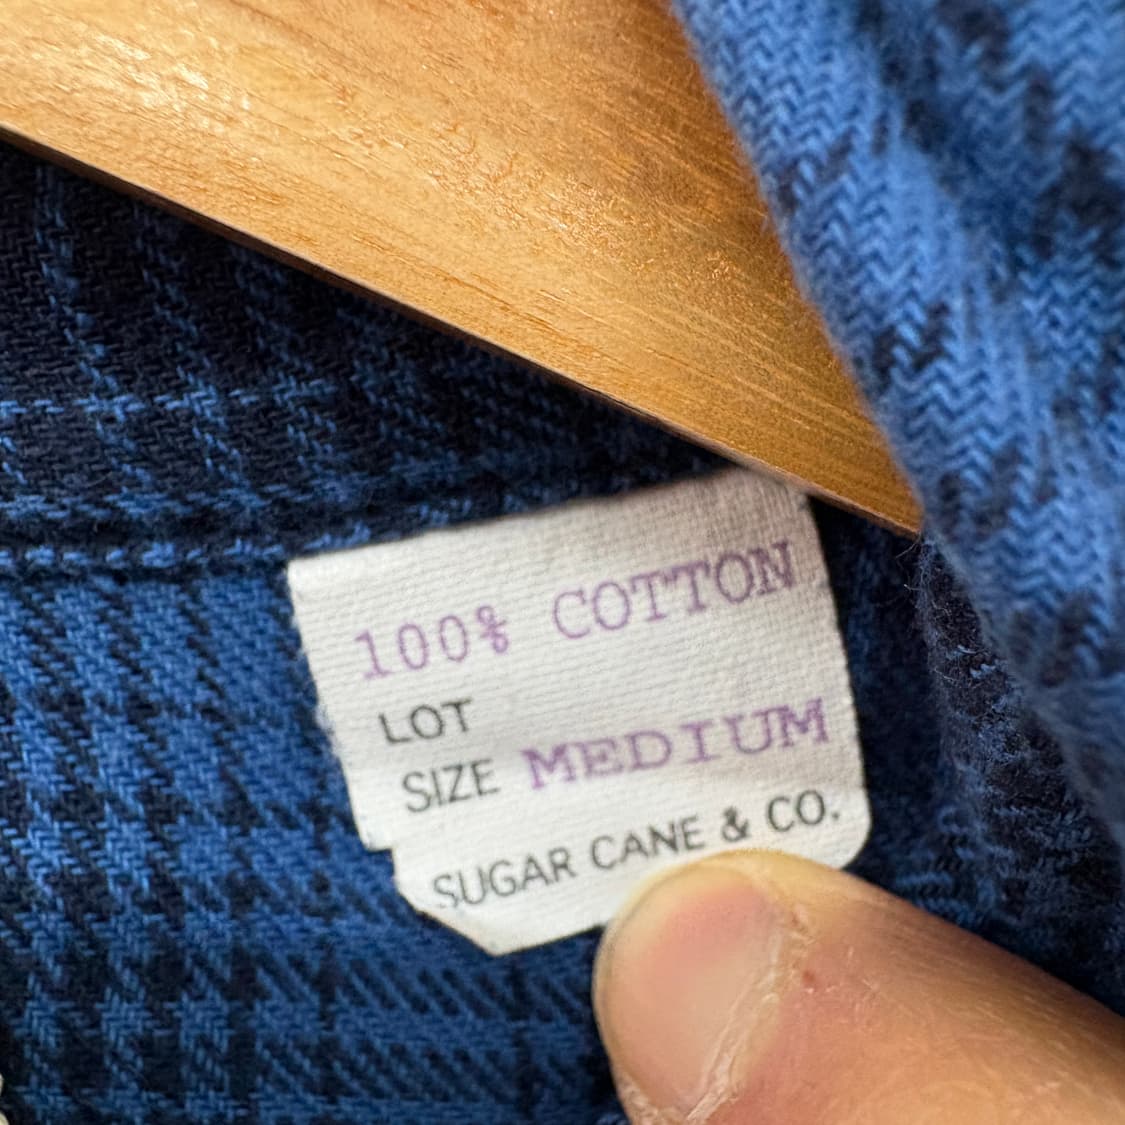 100% COTTON
LOT
SIZE MEDIUM
SUGAR CANE & CO.